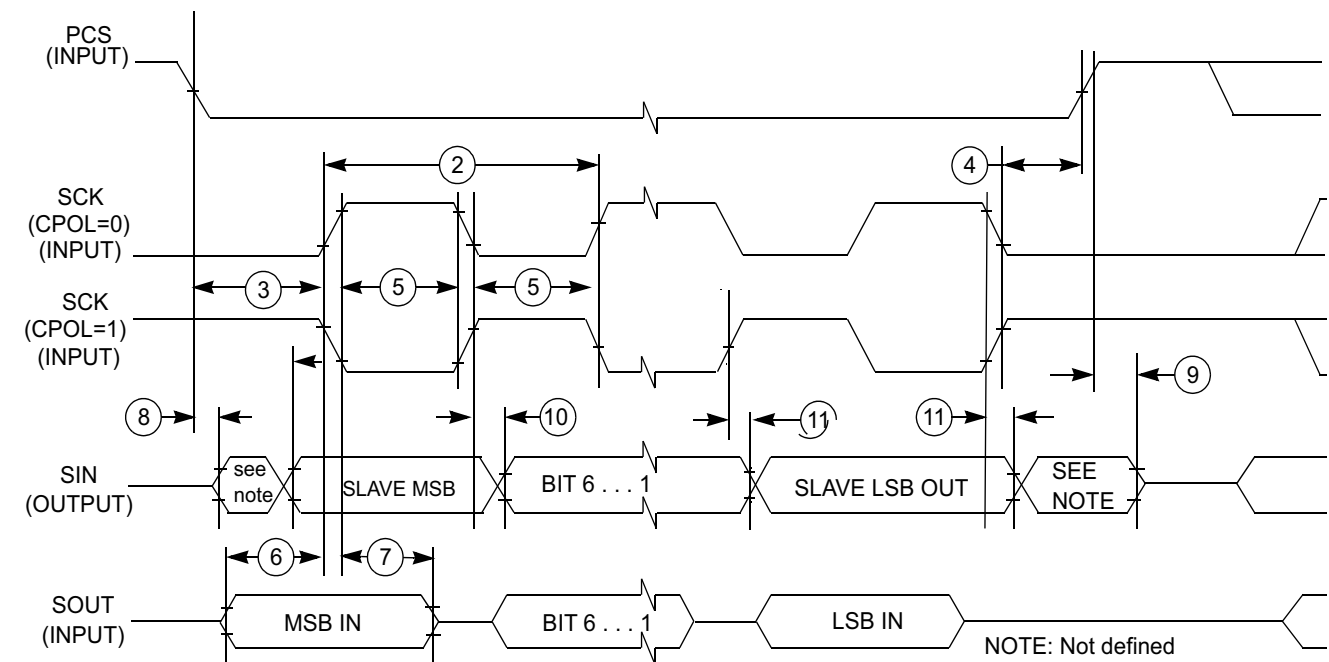 PCS
(INPUT)
2
4
SCK
(CPOL=0)
(INPUT)
3
5
5
SCK
(CPOL=1)
(INPUT)
9
8
10
11
11
SIN
(OUTPUT)
see
note
SLAVE MSB
BIT 6 . . . 1
SLAVE LSB OUT
SEE
NOTE
6
7
SOUT
(INPUT)
MSB IN
BIT 6 . . . 1
LSB IN
NOTE: Not defined